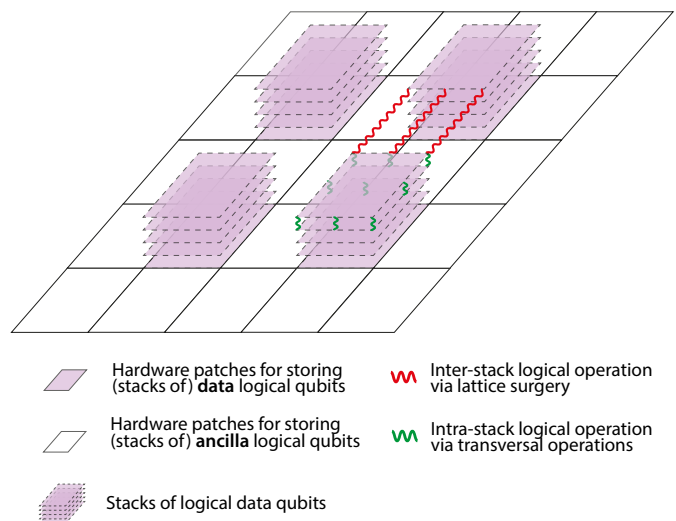 Hardware patches for storing
(stacks of) data logical qubits
Inter-stack logical operation
via lattice surgery
Hardware patches for storing
(stacks of) ancilla logical qubits
Intra-stack logical operation
via transversal operations
Stacks of logical data qubits